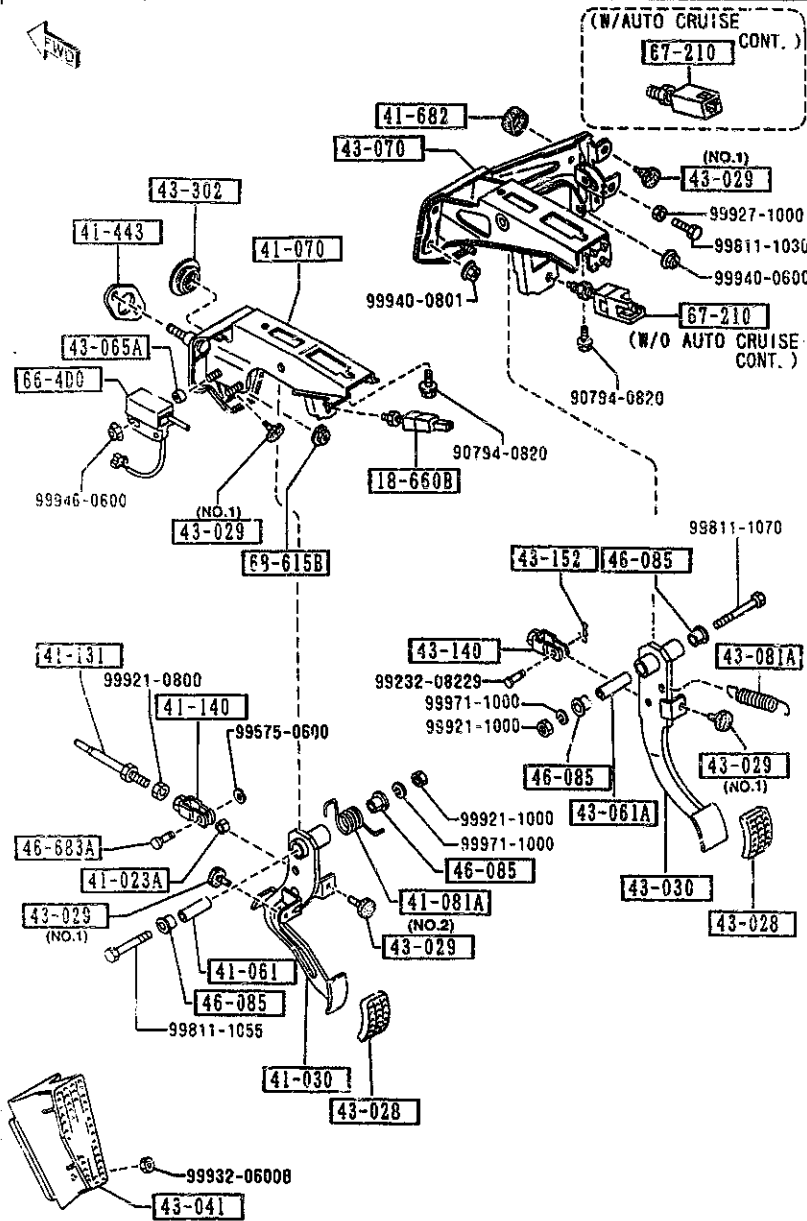 FWD
(W/AUTO CRUISE
CONT. )
67-210
41-682
43-070
(NO.1)
43-029
99927-1000
99811-1030
99940-0600
43-302
41-443
41-070
99940-0801
67-210
(W/O AUTO CRUISE
CONT. )
43-065A
66-4D0
90794-0820
90794-0820
18-660B
99946-0600
(NO.1)
43-029
68-615B
99811-1070
43-152
46-085
43-140
41-131
99921-0800
99232-08229
43-081A
41-140
99971-1000
99575-0600
99921-1000
46-085
43-029
(NO.1)
43-061A
99921-1000
99971-1000
46-683A
46-085
41-023A
43-030
41-081A
43-029
(NO.1)
43-028
(NO.2)
43-029
41-061
46-085
99811-1055
41-030
43-028
99932-0600B
43-041